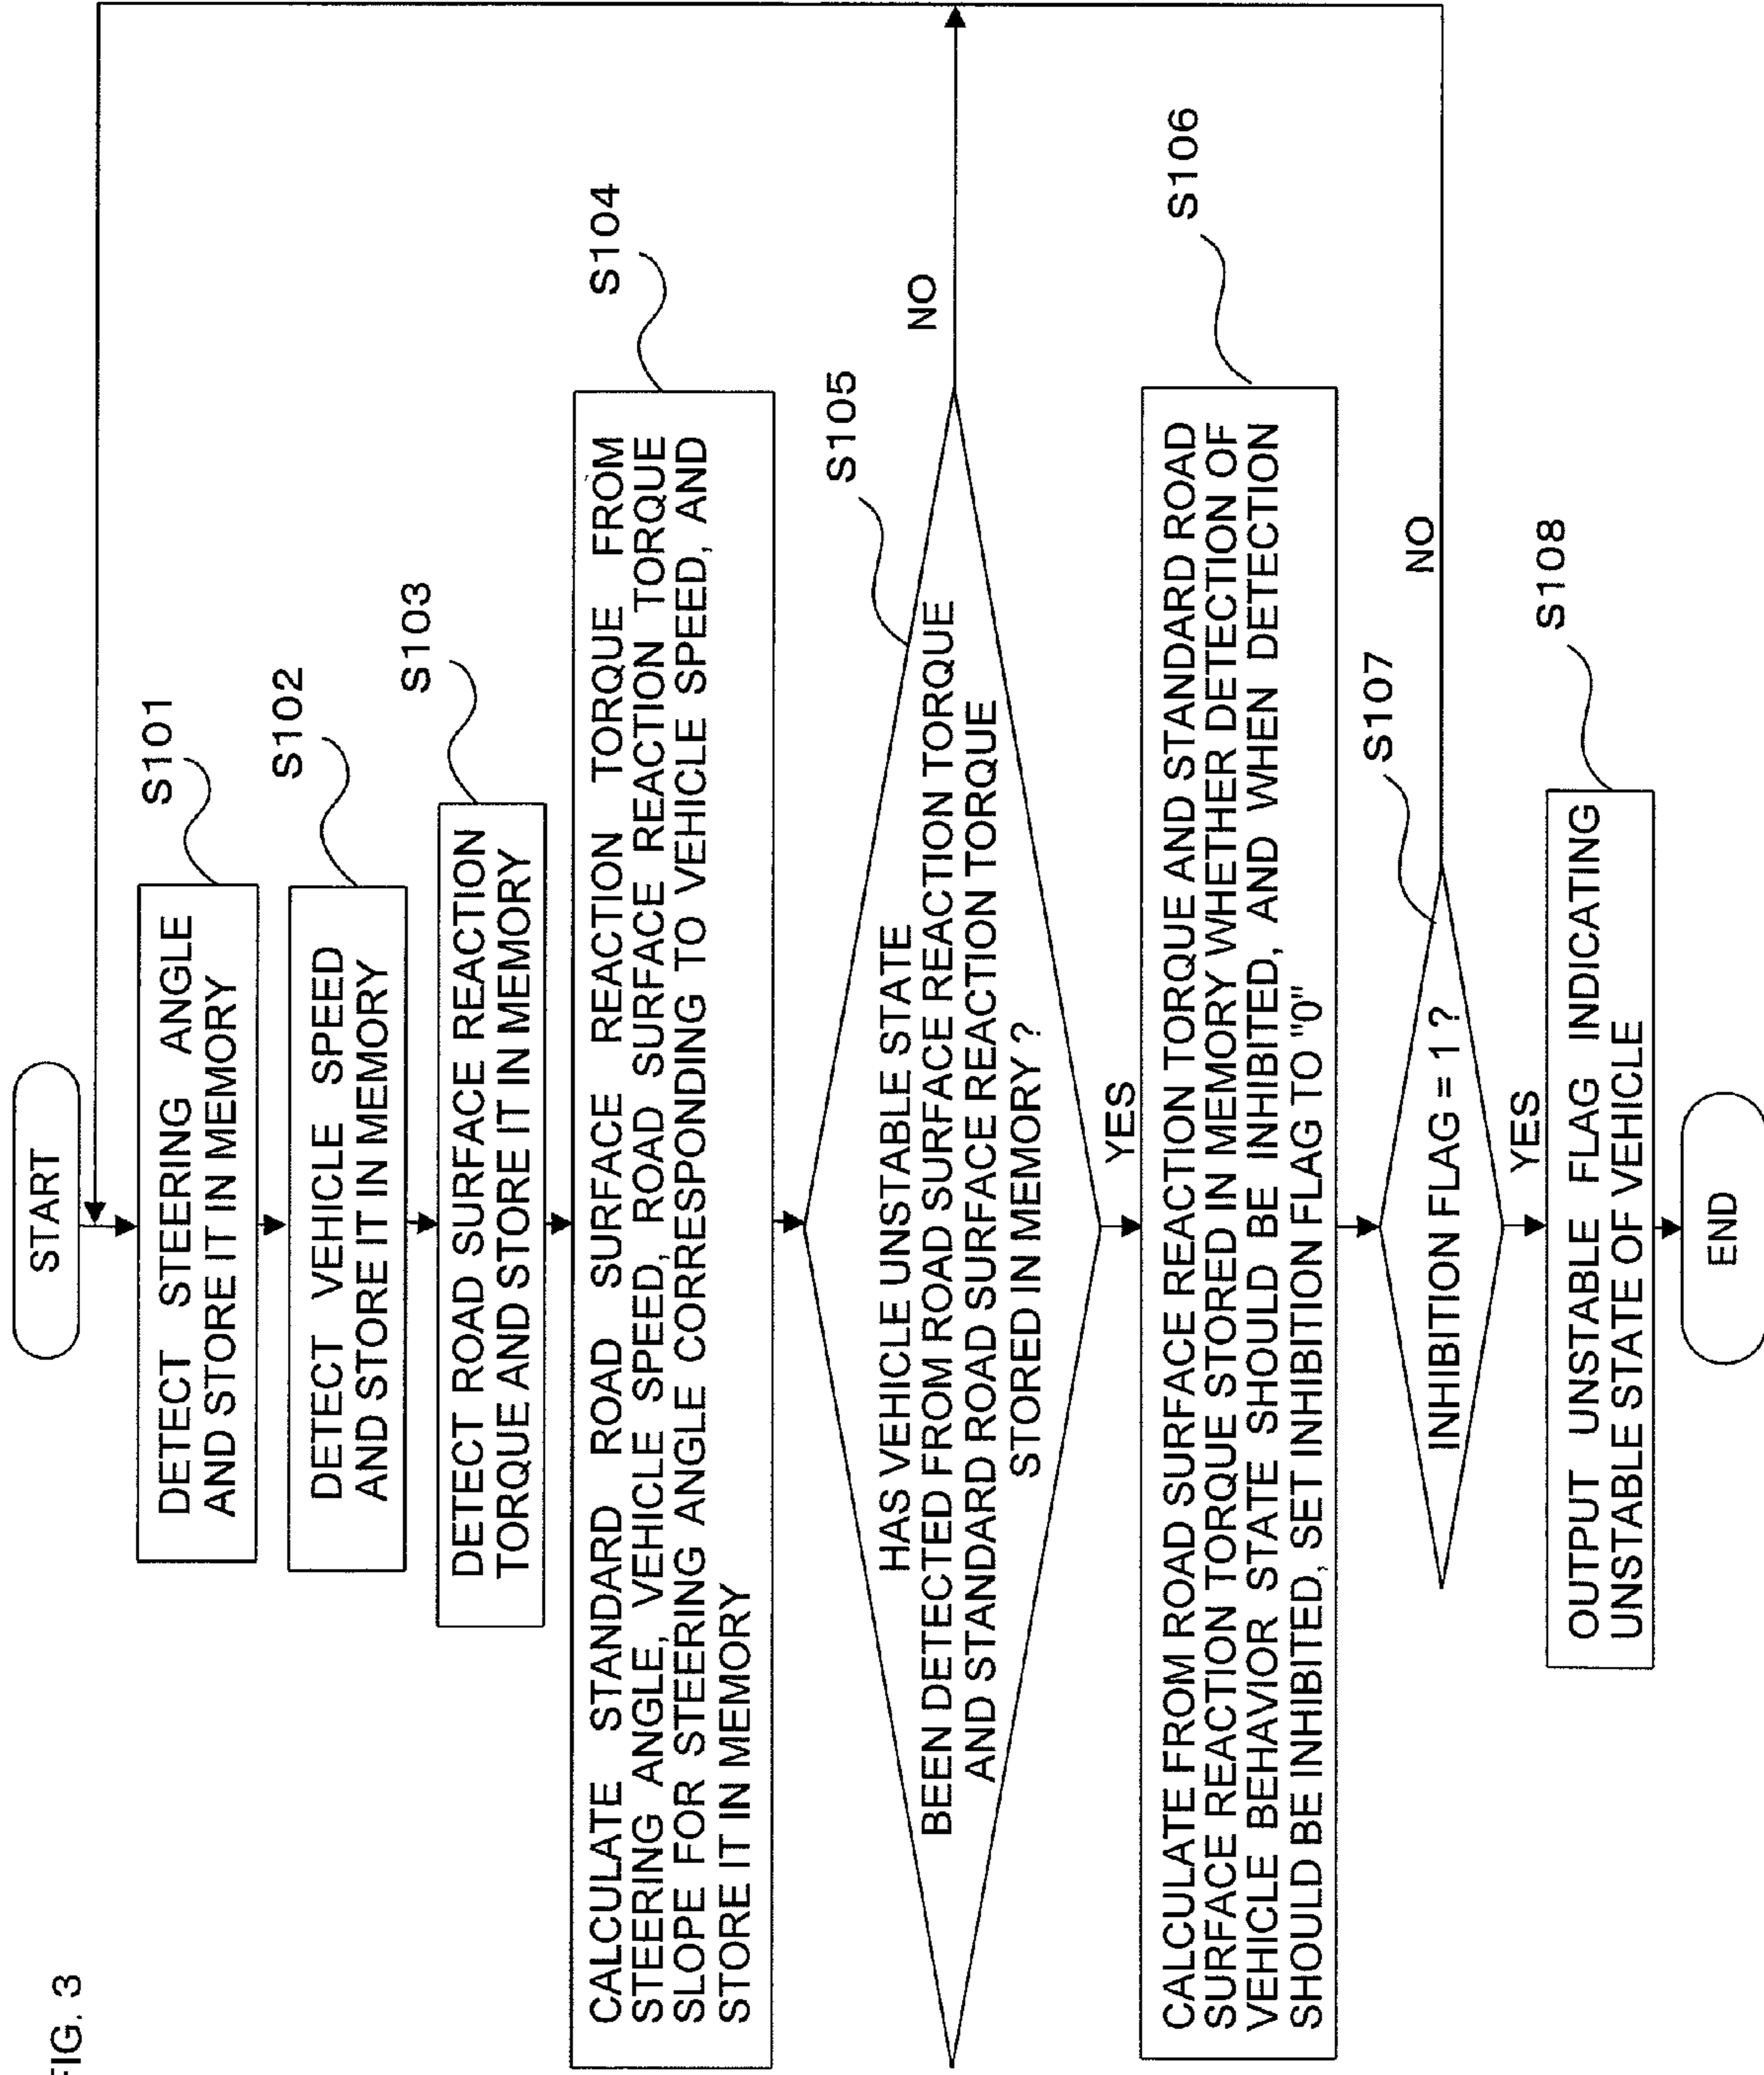 FIG. 3
START
DETECT STEERING ANGLE
AND STORE IT IN MEMORY
S101
DETECT VEHICLE SPEED
AND STORE IT IN MEMORY
S102
DETECT ROAD SURFACE REACTION
TORQUE AND STORE IT IN MEMORY
S103
CALCULATE STANDARD ROAD SURFACE REACTION TORQUE FROM
STEERING ANGLE, VEHICLE SPEED, ROAD SURFACE REACTION TORQUE
SLOPE FOR STEERING ANGLE CORRESPONDING TO VEHICLE SPEED, AND
STORE IT IN MEMORY
S104
HAS VEHICLE UNSTABLE STATE
BEEN DETECTED FROM ROAD SURFACE REACTION TORQUE
AND STANDARD ROAD SURFACE REACTION TORQUE
STORED IN MEMORY ?
S105
NO
YES
CALCULATE FROM ROAD SURFACE REACTION TORQUE AND STANDARD ROAD
SURFACE REACTION TORQUE STORED IN MEMORY WHETHER DETECTION OF
VEHICLE BEHAVIOR STATE SHOULD BE INHIBITED, AND WHEN DETECTION
SHOULD BE INHIBITED, SET INHIBITION FLAG TO "0"
S106
INHIBITION FLAG = 1 ?
S107
NO
YES
OUTPUT UNSTABLE FLAG INDICATING
UNSTABLE STATE OF VEHICLE
S108
END